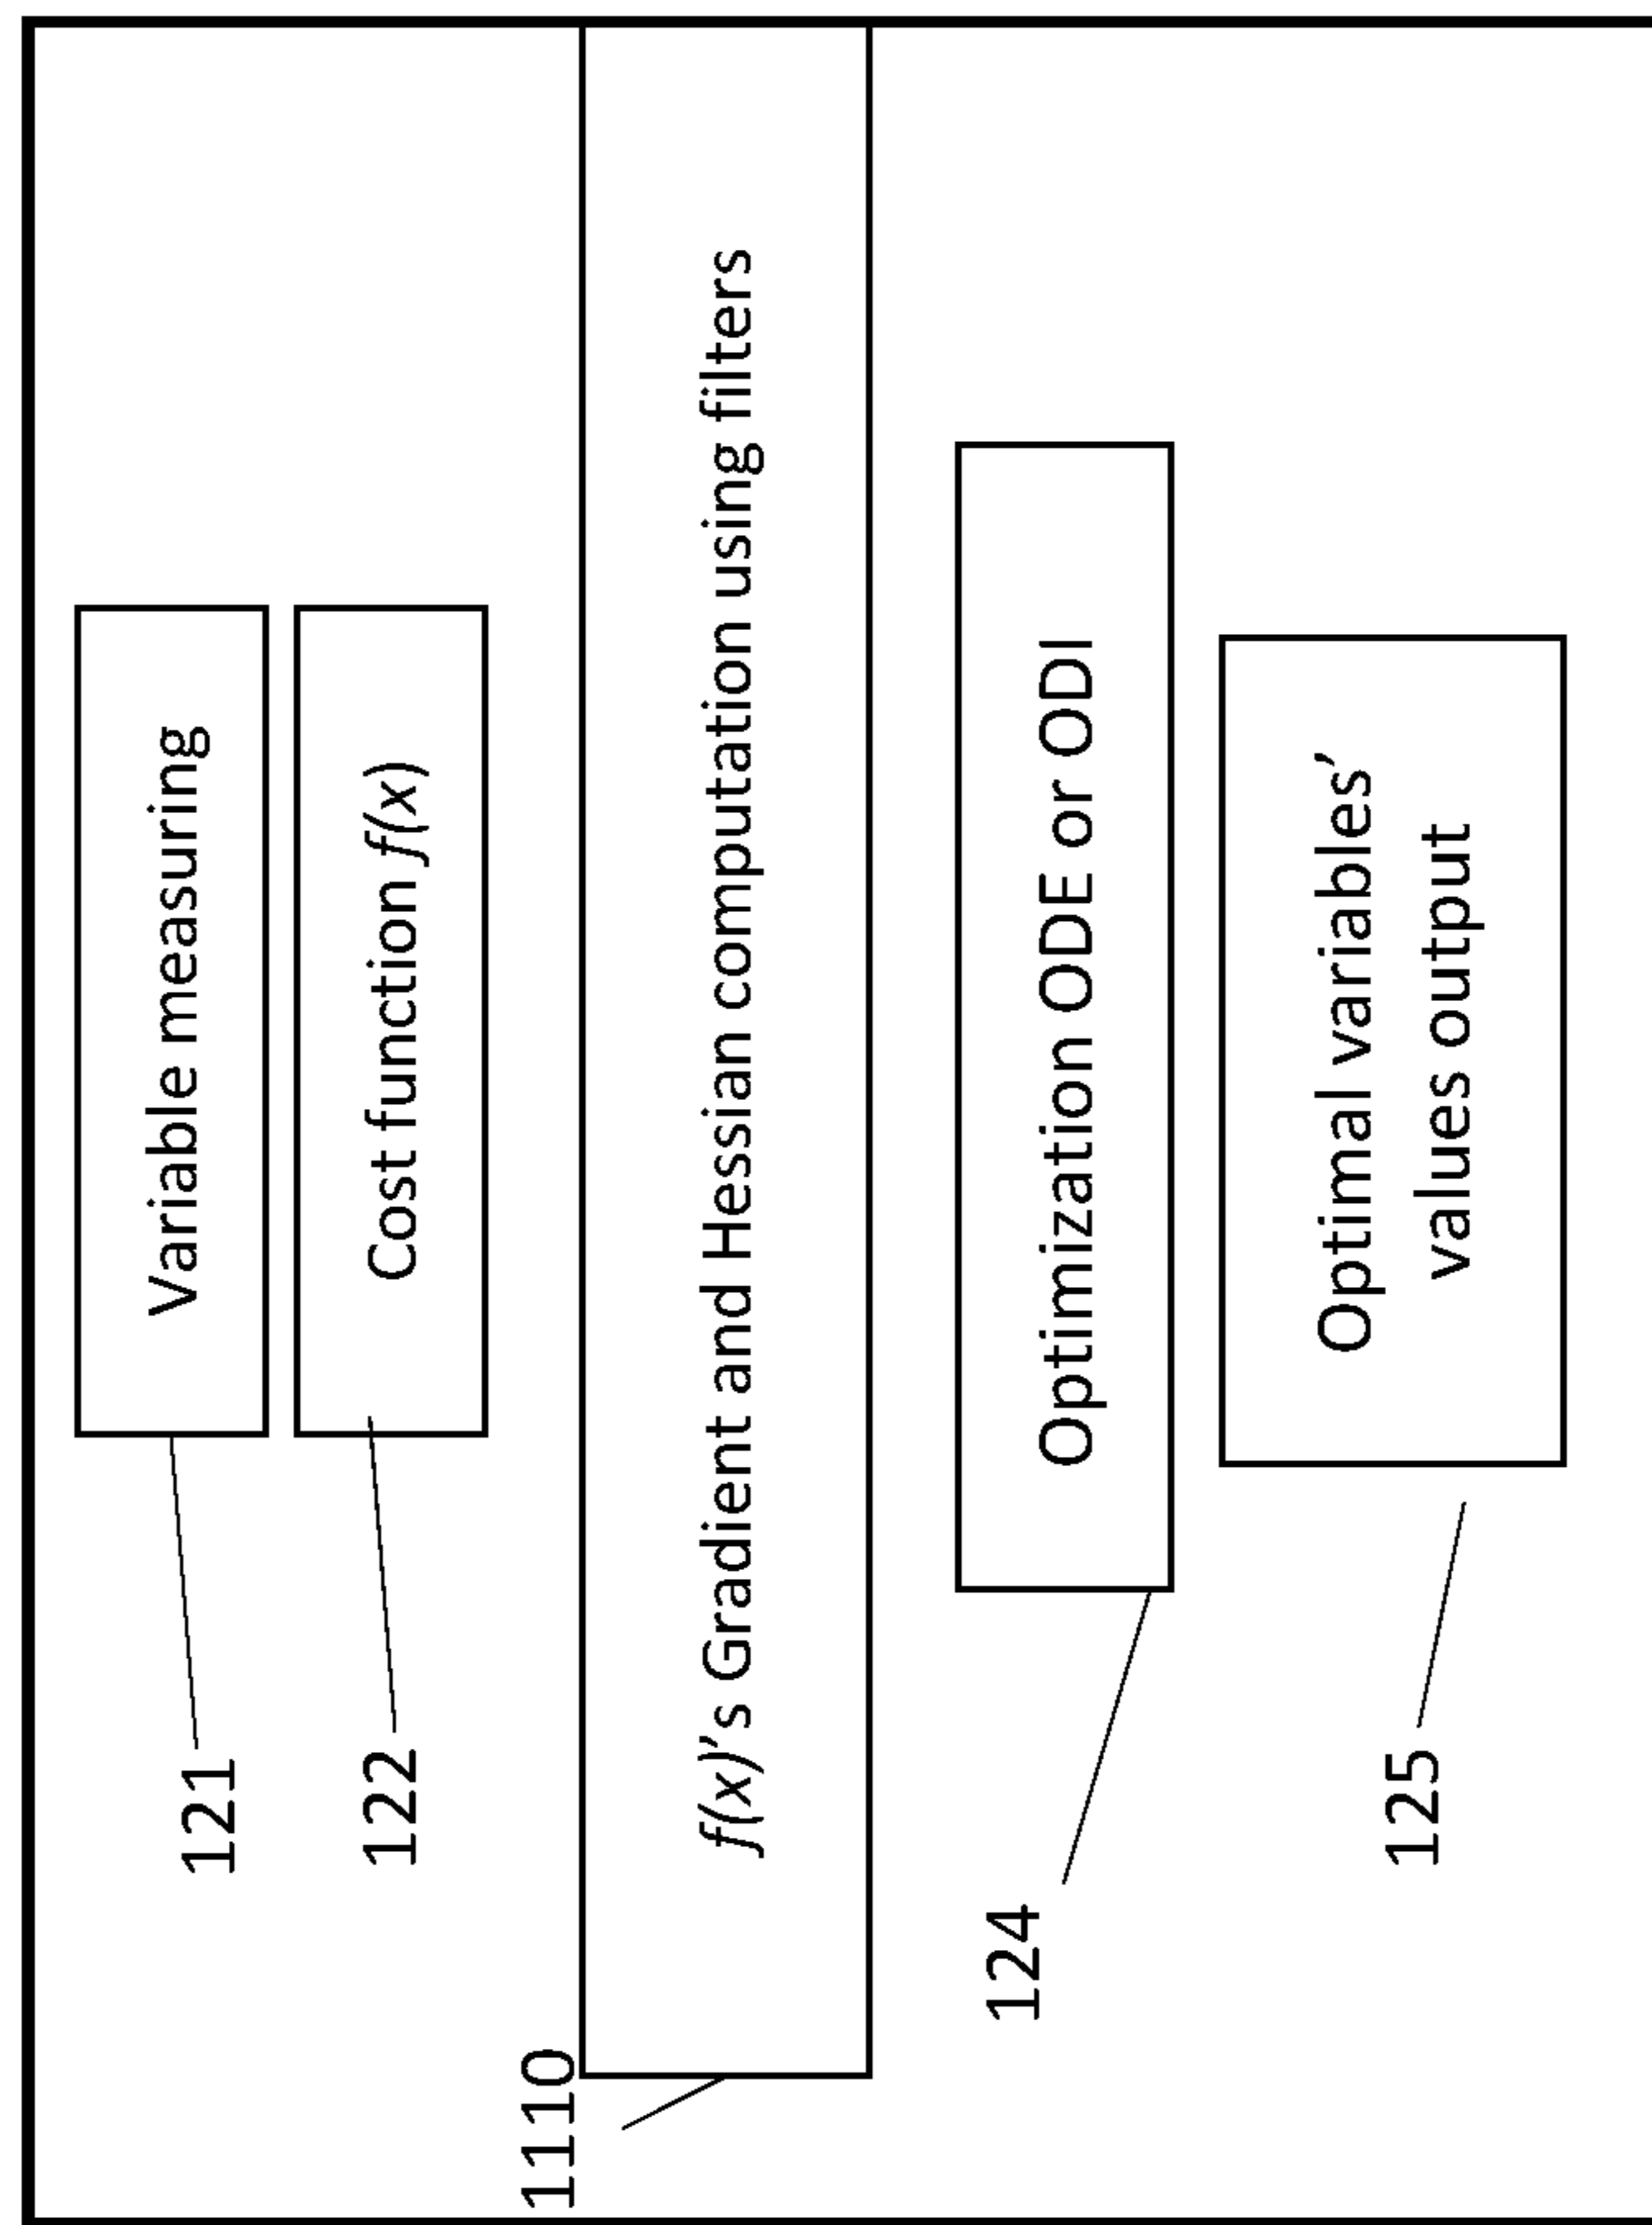 121
Variable measuring
122
Cost function f(x)
1110
f(x)’s Gradient and Hessian computation using filters
124
Optimization ODE or ODI
125
Optimal variables’
values output